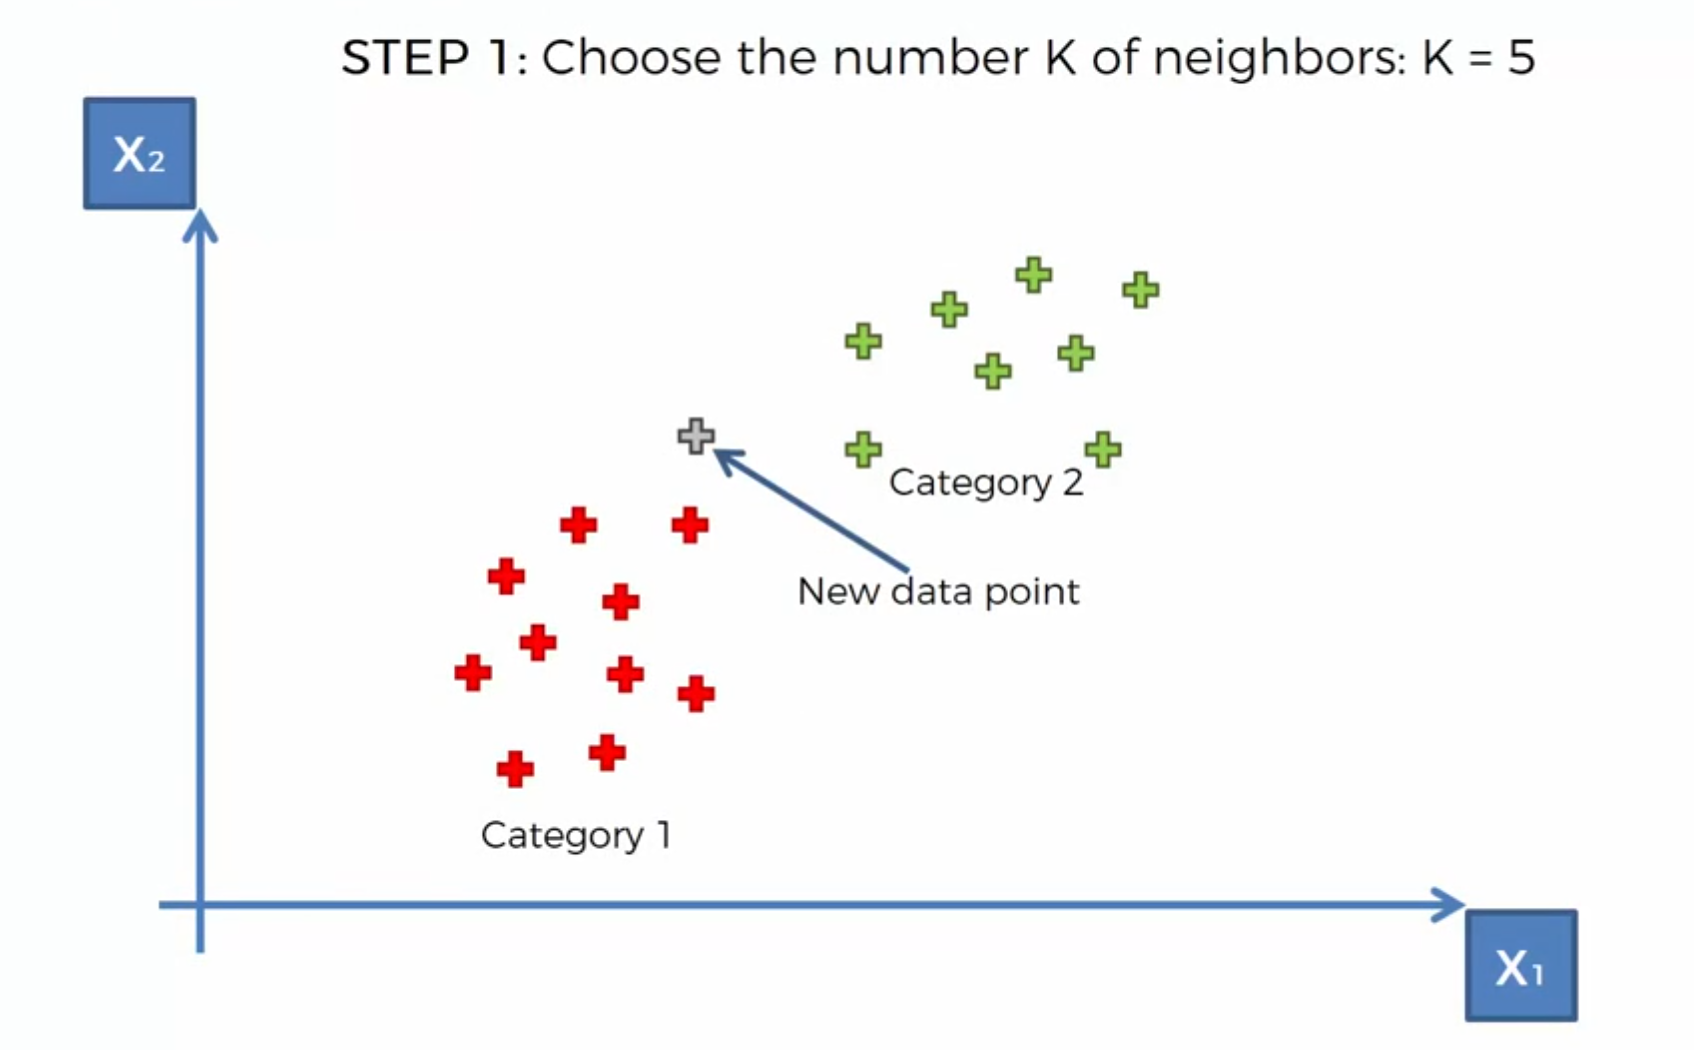 STEP 1: Choose the number K of neighbors: K = 5
X₂
Category 2
New data point
Category 1
X₁